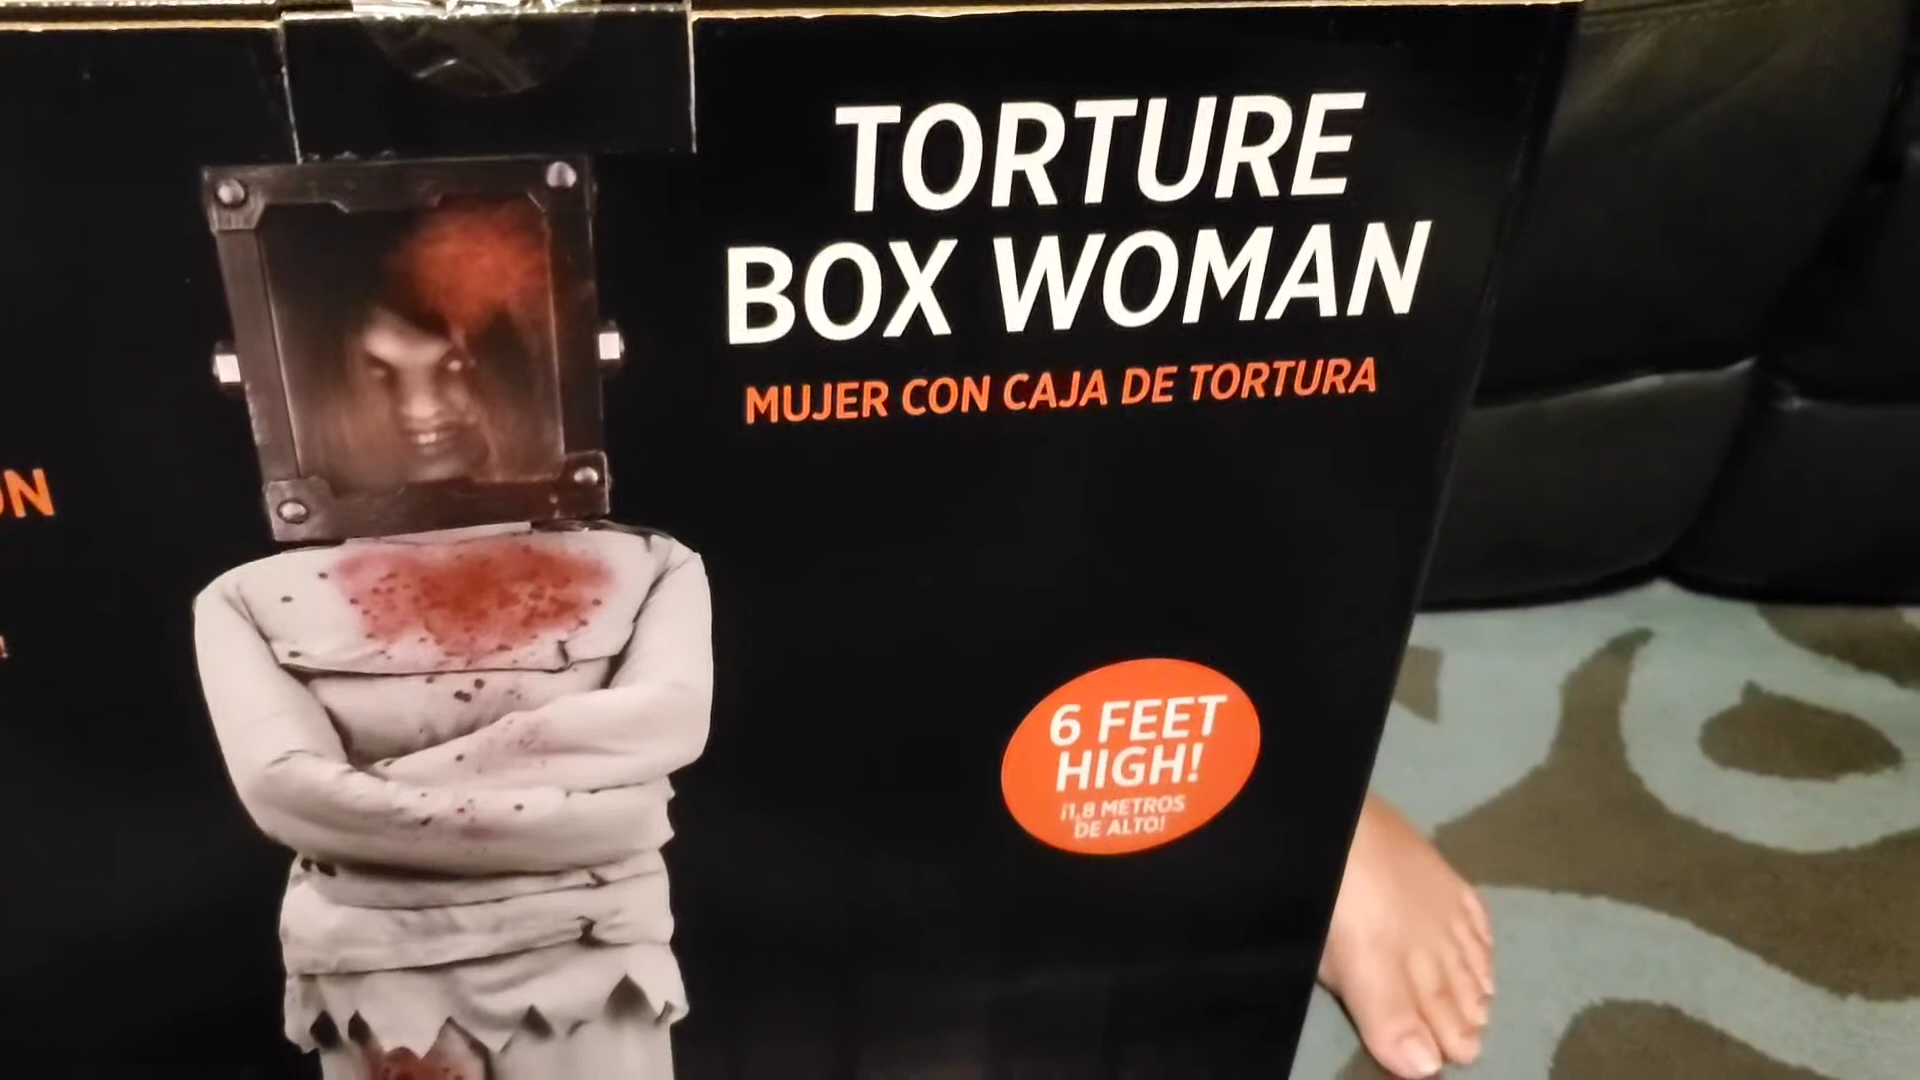 TORTURE
BOX WOMAN
MUJER CON CAJA DE TORTURA
6 FEET
HIGH!
¡1,8 METROS
DE ALTO!